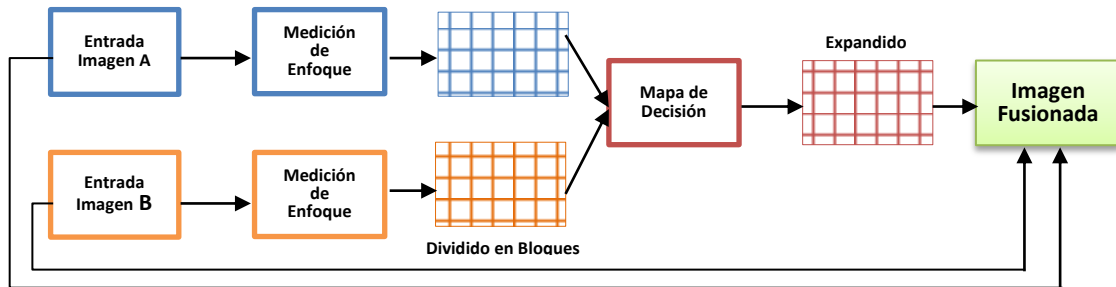 Entrada
Imagen A
Medición
de
Enfoque
Expandido
Mapa de
Decisión
Imagen
Fusionada
Entrada
Imagen B
Medición
de
Enfoque
Dividido en Bloques